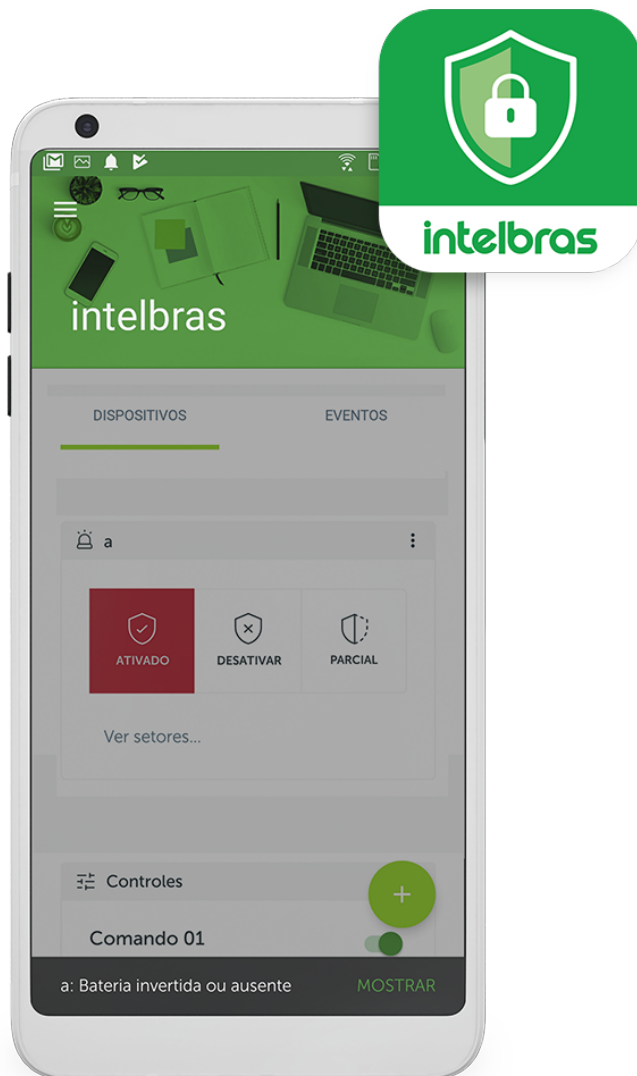 intelbras
intelbras
DISPOSITIVOS EVENTOS
a
ATIVADO DESATIVAR PARCIAL
Ver setores...
Controles
Comando 01
a: Bateria invertida ou ausente MOSTRAR